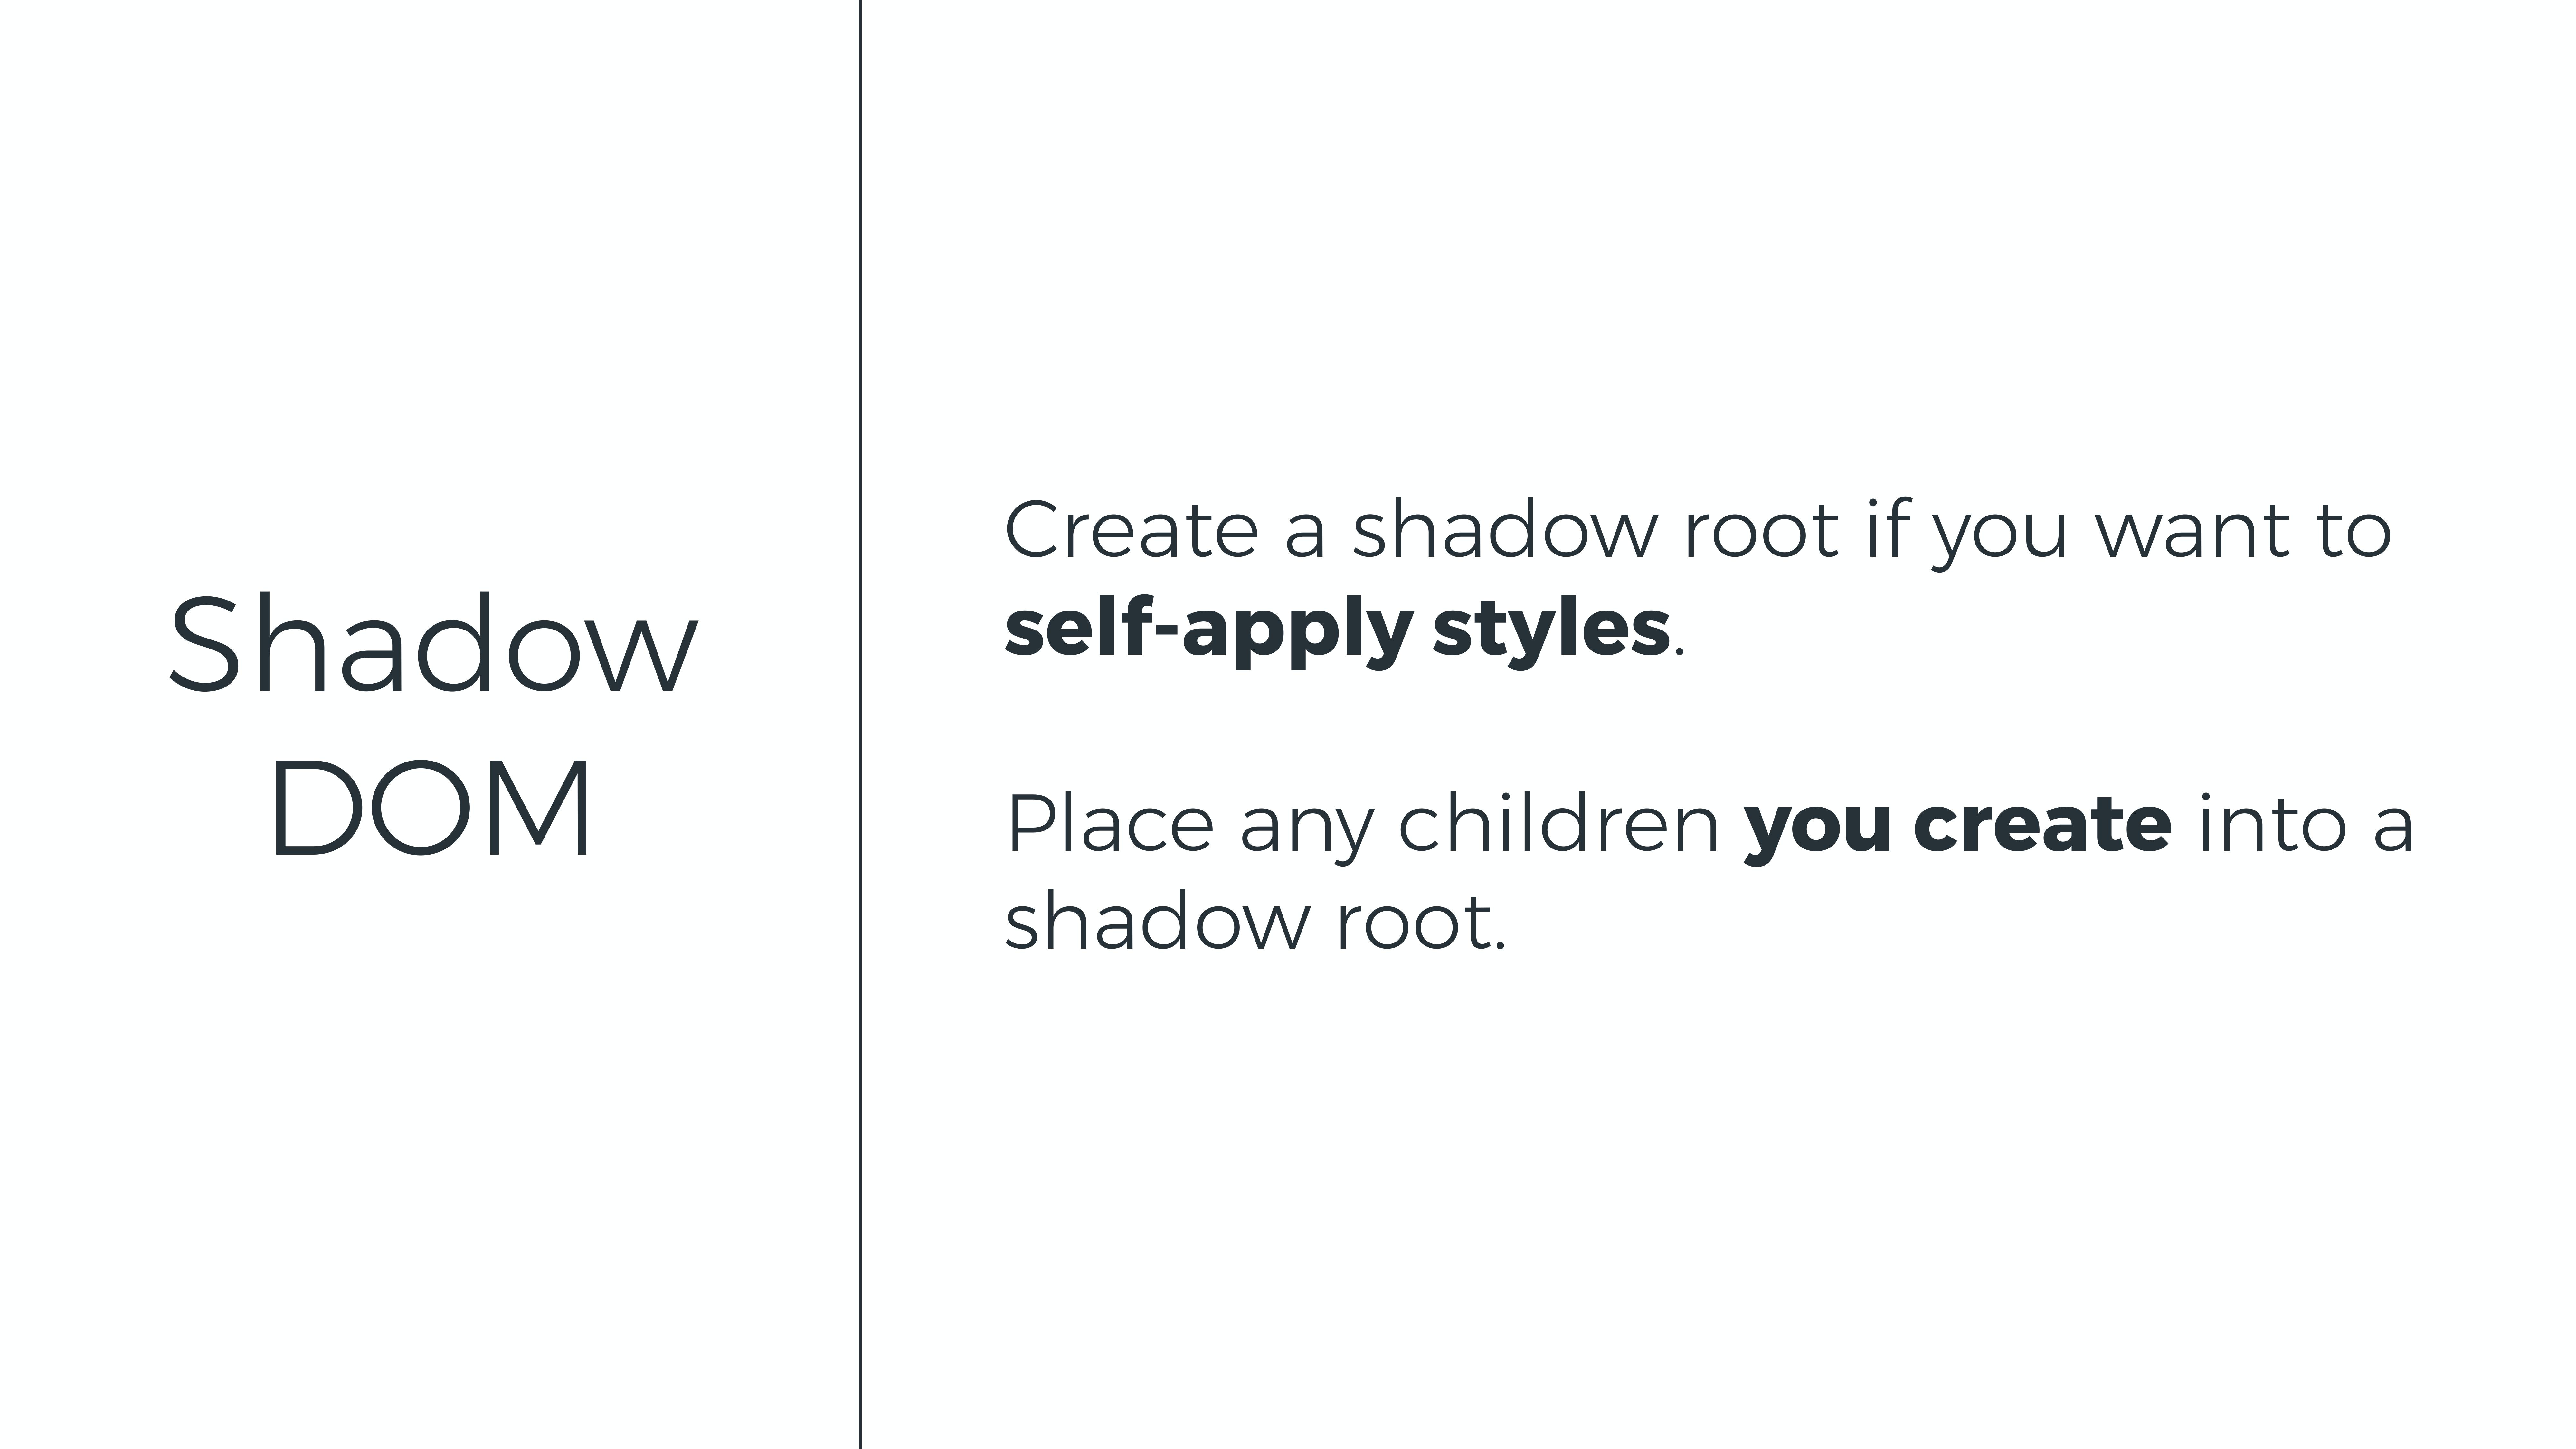 Shadow
DOM
Create a shadow root if you want to
self-apply styles.
Place any children you create into a
shadow root.